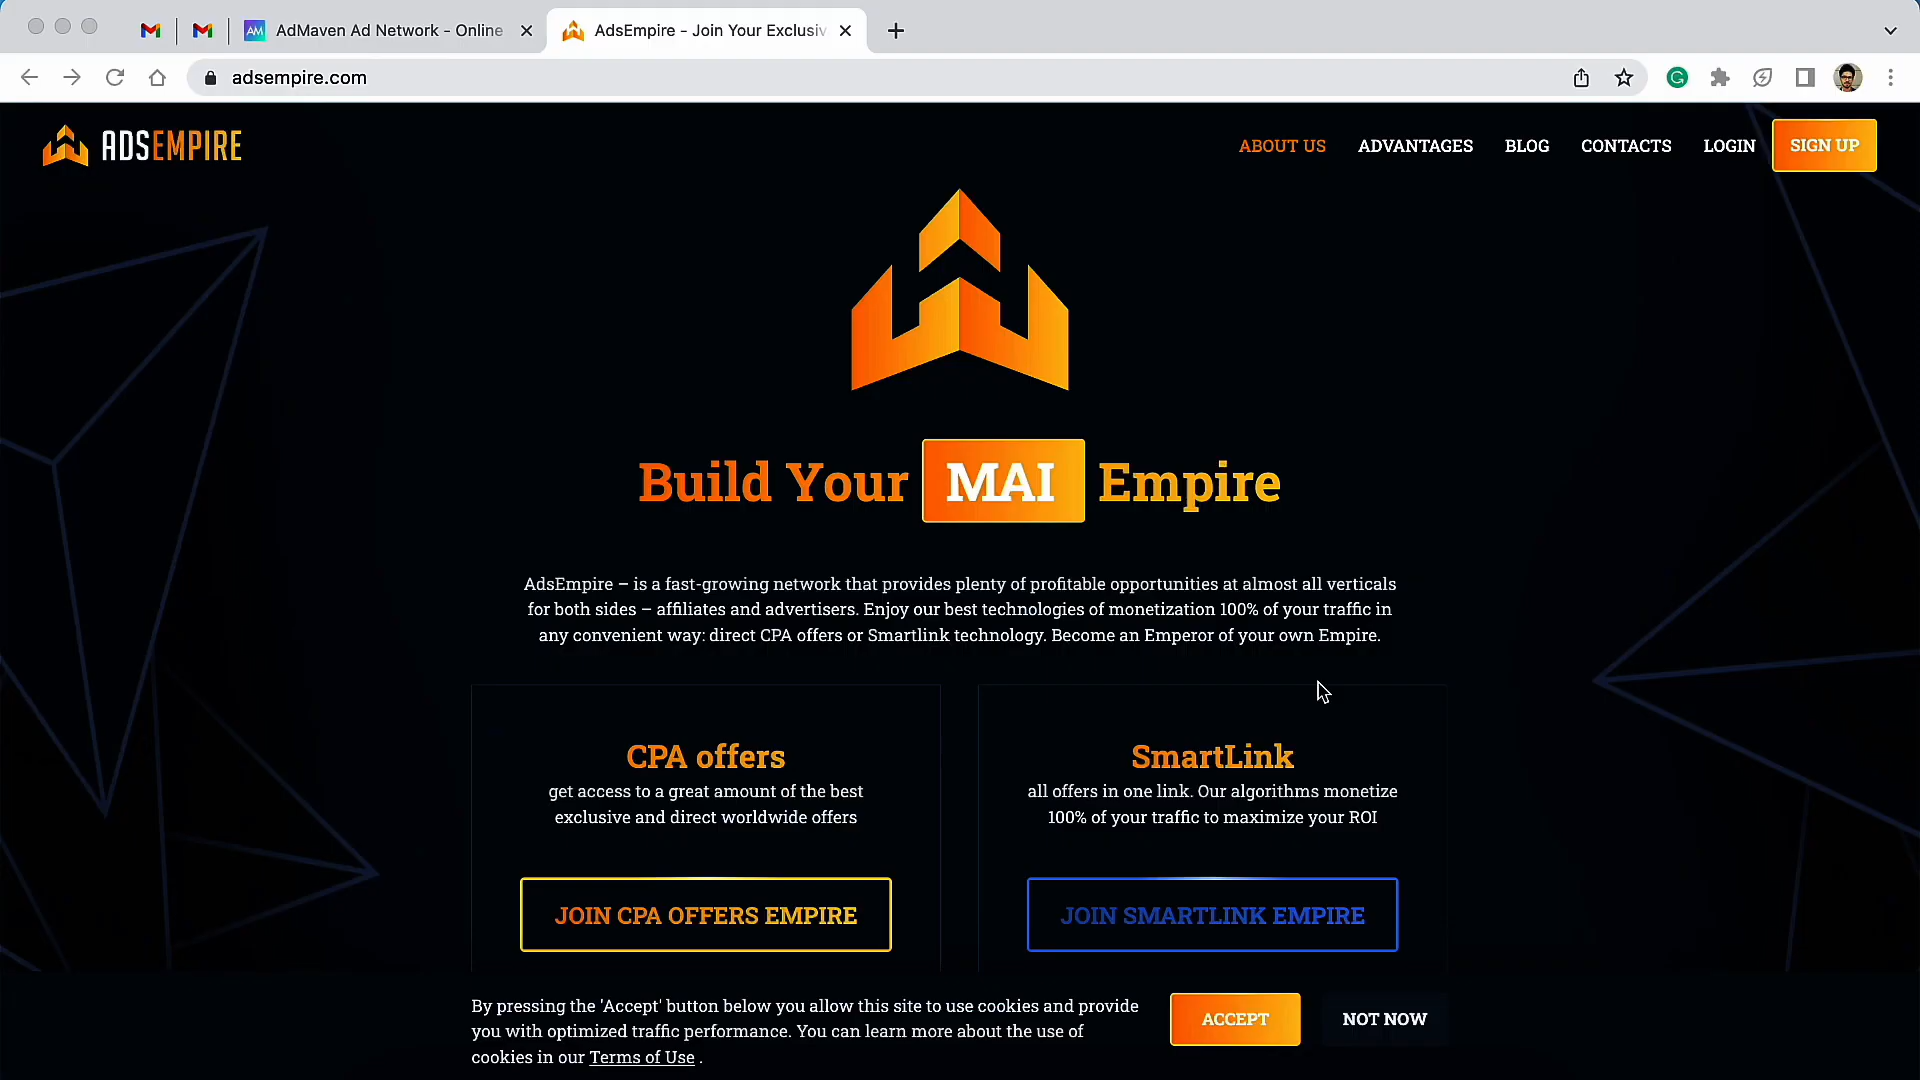 AdMaven Ad Network - Online
AdsEmpire - Join Your Exclusiv
adsempire.com
ADSEMPIRE
ABOUT US
ADVANTAGES
BLOG
CONTACTS
LOGIN
SIGN UP
Build Your MAI Empire
AdsEmpire – is a fast-growing network that provides plenty of profitable opportunities at almost all verticals
for both sides – affiliates and advertisers. Enjoy our best technologies of monetization 100% of your traffic in
any convenient way: direct CPA offers or Smartlink technology. Become an Emperor of your own Empire.
CPA offers
get access to a great amount of the best
exclusive and direct worldwide offers
JOIN CPA OFFERS EMPIRE
SmartLink
all offers in one link. Our algorithms monetize
100% of your traffic to maximize your ROI
JOIN SMARTLINK EMPIRE
By pressing the 'Accept' button below you allow this site to use cookies and provide
you with optimized traffic performance. You can learn more about the use of
cookies in our Terms of Use .
ACCEPT
NOT NOW